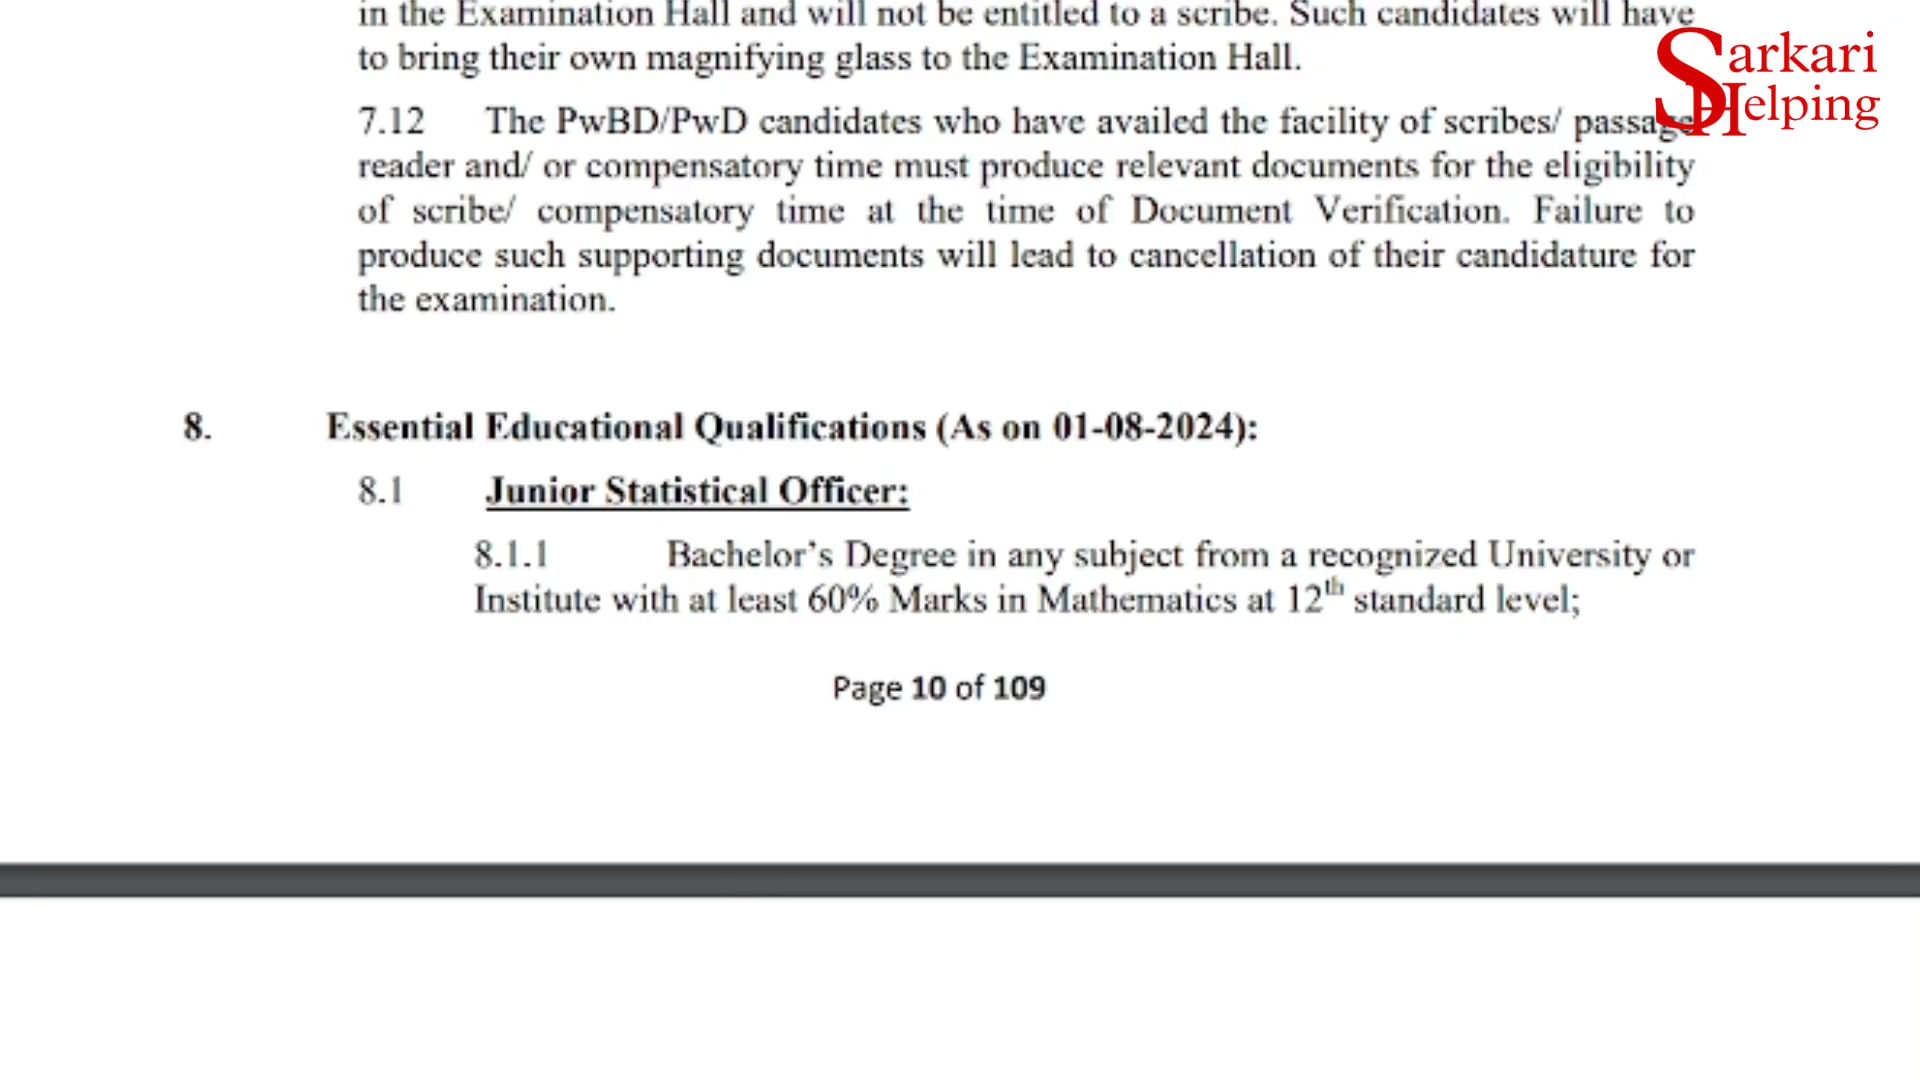 in the Examination Hall and will not be entitled to a scribe. Such candidates will have
to bring their own magnifying glass to the Examination Hall.
Sarkari
Helping
7.12 The PwBD/PwD candidates who have availed the facility of scribes/ passage
reader and/ or compensatory time must produce relevant documents for the eligibility
of scribe/ compensatory time at the time of Document Verification. Failure to
produce such supporting documents will lead to cancellation of their candidature for
the examination.
8. Essential Educational Qualifications (As on 01-08-2024):
8.1 Junior Statistical Officer:
8.1.1 Bachelor’s Degree in any subject from a recognized University or
Institute with at least 60% Marks in Mathematics at 12th standard level;
Page 10 of 109